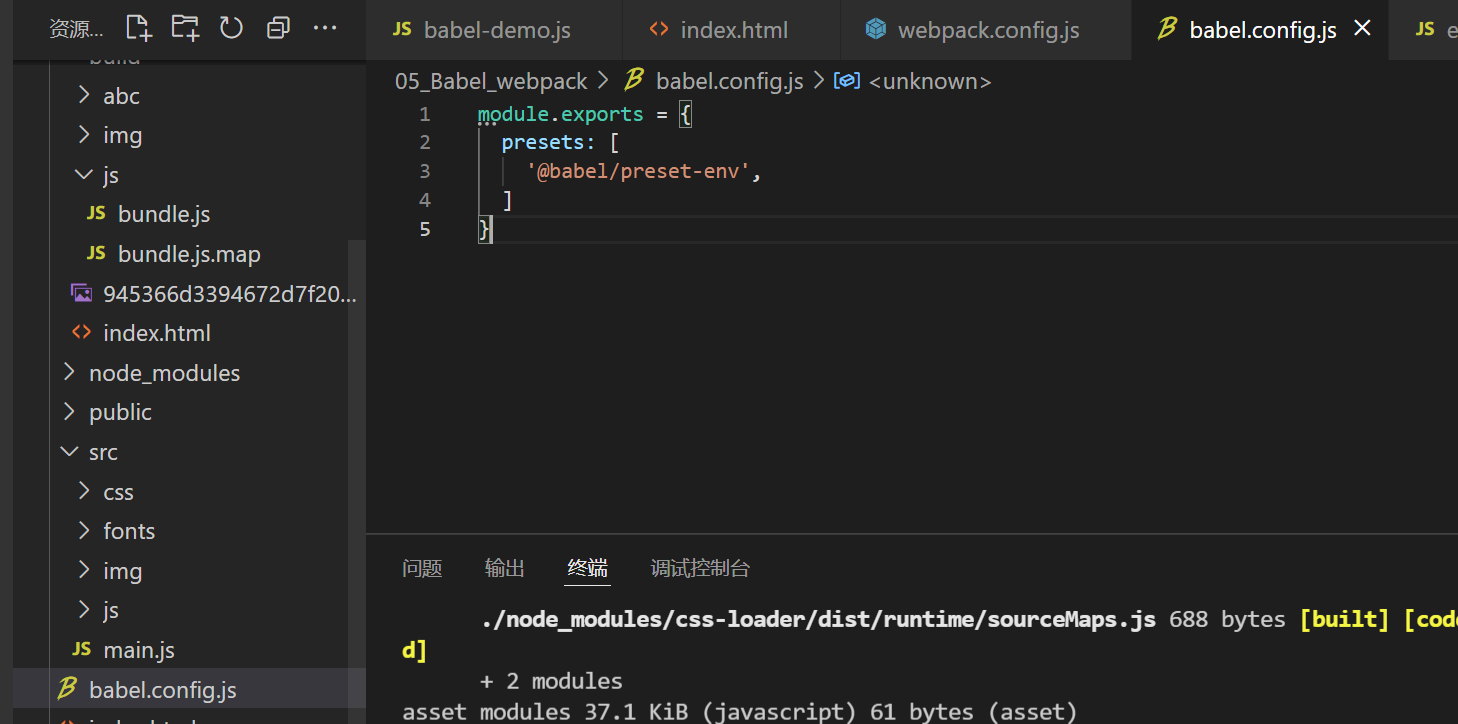 资源... ...
JS babel-demo.js <> index.html webpack.config.js babel.config.js × JS e
05_Babel_webpack > babel.config.js > <unknown>
abc
img
js
JS bundle.js
JS bundle.js.map
945366d3394672d7f20...
<> index.html
node_modules
public
src
css
fonts
img
js
JS main.js
babel.config.js
1 module.exports = {
2 presets: [
3 '@babel/preset-env',
4 ]
5 }
问题 输出 终端 调试控制台
./node_modules/css-loader/dist/runtime/sourceMaps.js 688 bytes [built] [cod
d]
+ 2 modules
asset modules 37.1 KiB (javascript) 61 bytes (asset)